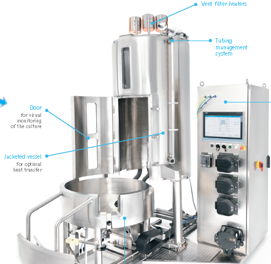 Vent filter heaters
Tubing
management
system
Door
for visual
monitoring
of the culture
Jacketed vessel
for optimal
heat transfer